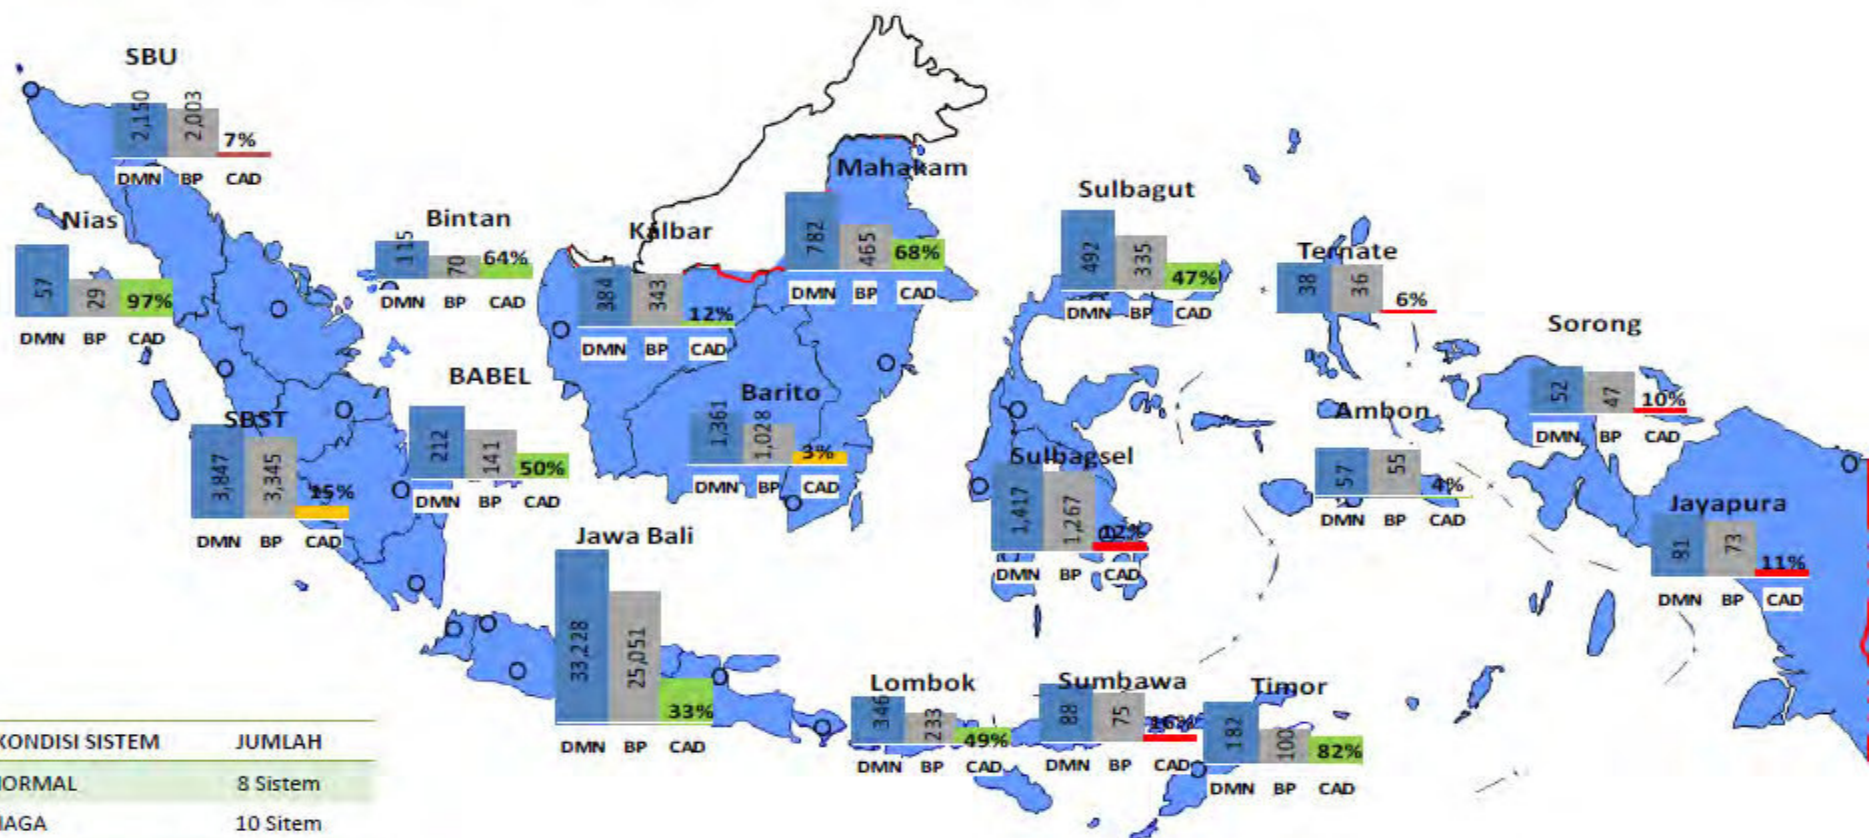 SBU
2,150
2,003
7%
DMN BP CAD
Nias
57
29
97%
DMN BP CAD
Bintan
115
70
64%
DMN BP CAD
Kalbar
384
343
12%
DMN BP CAD
Mahakam
782
465
68%
DMN BP CAD
Sulbagut
492
335
47%
DMN BP CAD
Ternate
38
36
6%
Sorong
52
47
10%
DMN BP CAD
BABEL
212
141
50%
DMN BP CAD
SBST
3,847
3,345
15%
DMN BP CAD
Barito
1,361
1,028
3%
DMN BP CAD
Sulbagsel
1,417
1,267
12%
DMN BP CAD
Ambon
57
55
4%
DMN BP CAD
Jayapura
81
73
11%
DMN BP CAD
Jawa Bali
33,228
25,051
33%
DMN BP CAD
Lombok
346
233
49%
DMN BP CAD
Sumbawa
88
75
16%
DMN BP CAD
Timor
182
100
82%
DMN BP CAD
KONDISI SISTEM JUMLAH
NORMAL 8 Sistem
IAGA 10 Sitem